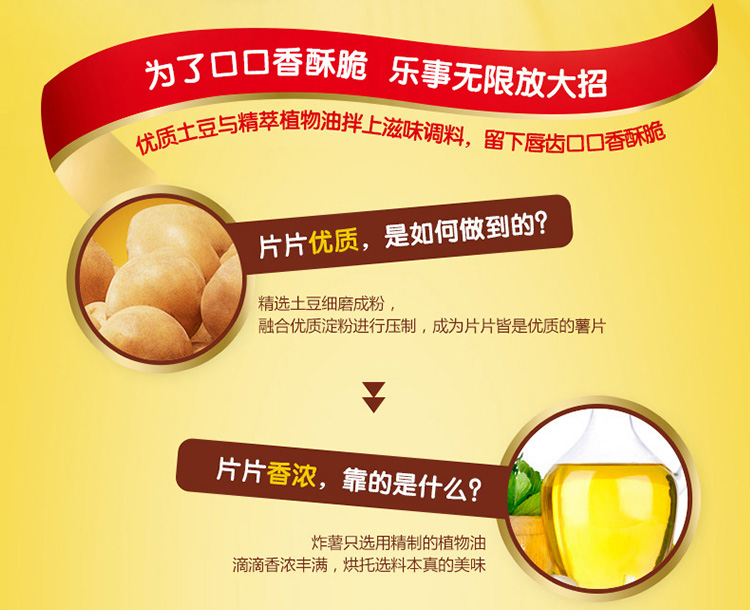 为了口口香酥脆 乐事无限放大招
优质土豆与精萃植物油拌上滋味调料，留下唇齿口口香酥脆
片片优质，是如何做到的？
精选土豆细磨成粉，
融合优质淀粉进行压制，成为片片皆是优质的薯片
片片香浓，靠的是什么？
炸薯只选用精制的植物油
滴滴香浓丰满，烘托选料本真的美味